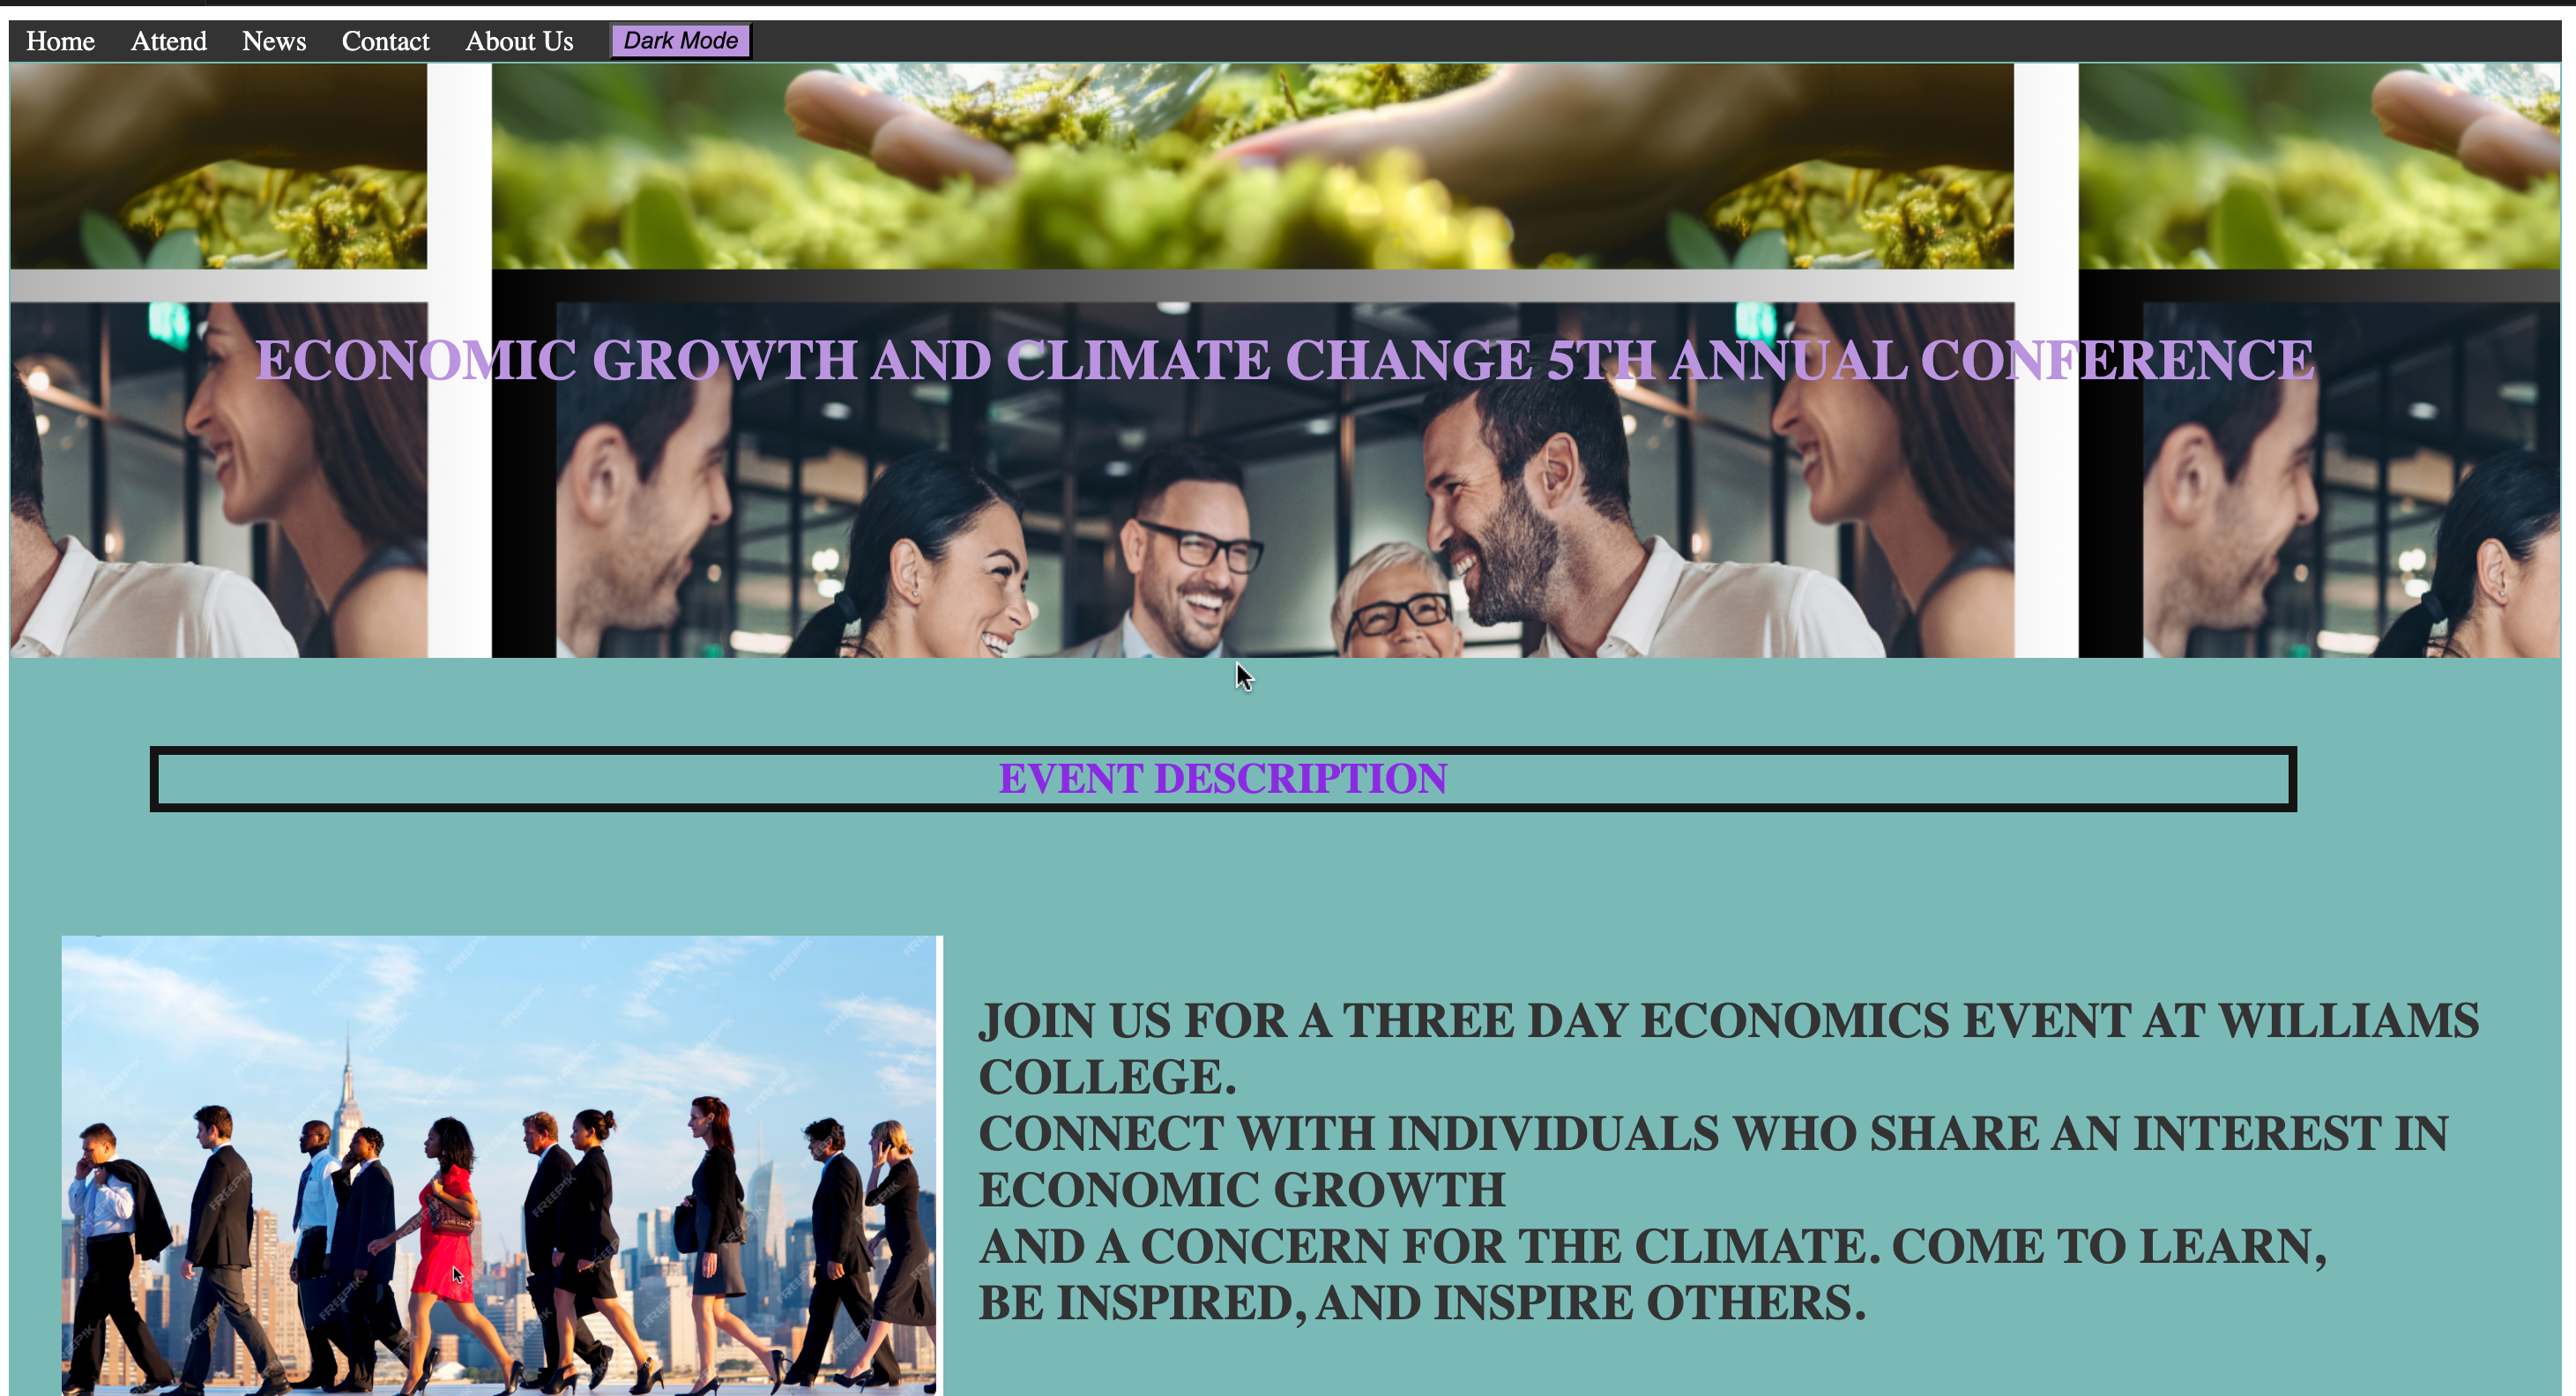 Home Attend News Contact About Us Dark Mode
ECONOMIC GROWTH AND CLIMATE CHANGE 5TH ANNUAL CONFERENCE
EVENT DESCRIPTION
JOIN US FOR A THREE DAY ECONOMICS EVENT AT WILLIAMS
COLLEGE.
CONNECT WITH INDIVIDUALS WHO SHARE AN INTEREST IN
ECONOMIC GROWTH
AND A CONCERN FOR THE CLIMATE. COME TO LEARN,
BE INSPIRED, AND INSPIRE OTHERS.
FREEPIK